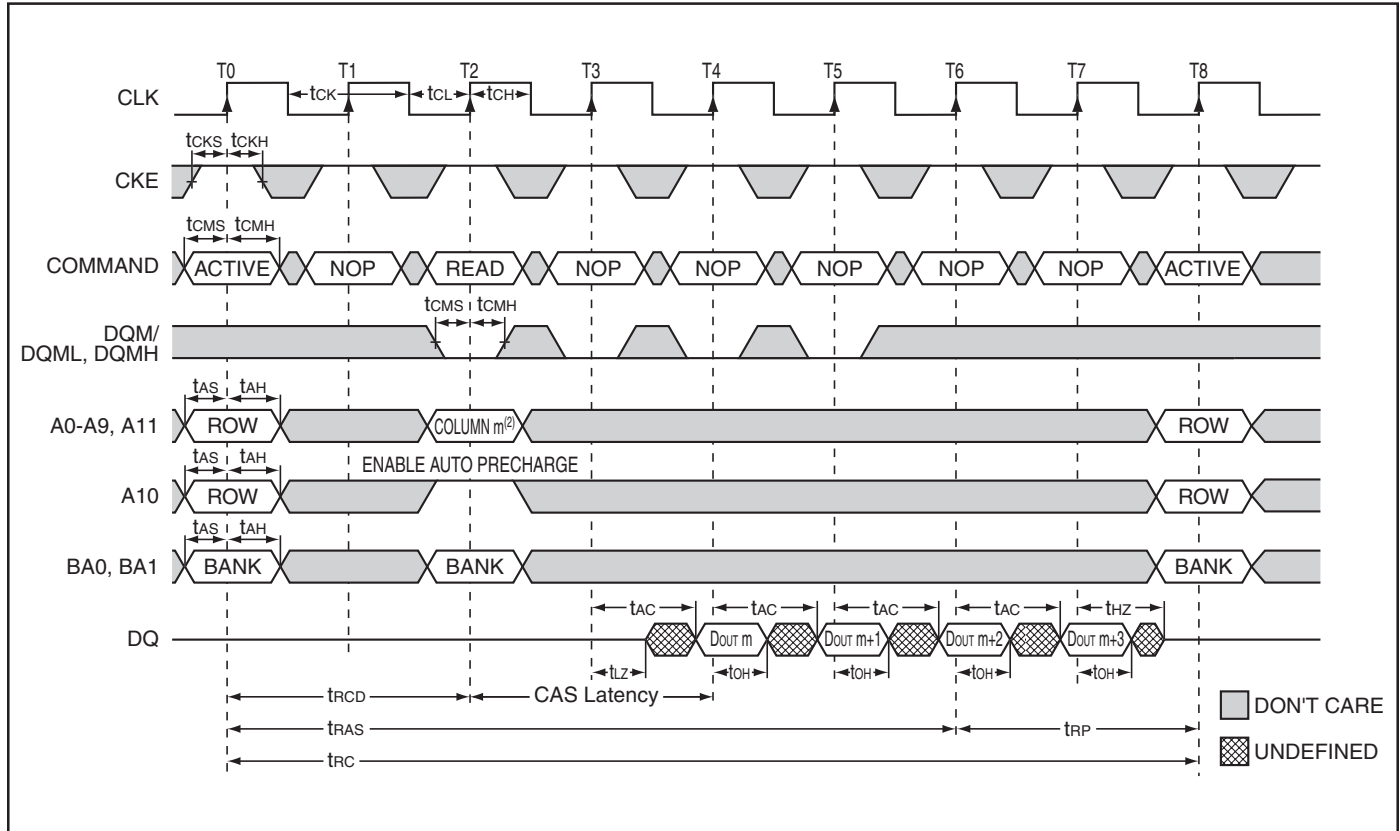 T0 T1 T2 T3 T4 T5 T6 T7 T8
CLK tCK tCL tCH
tCKS tCKH
CKE
tCMS tCMH
COMMAND ACTIVE NOP READ NOP NOP NOP NOP NOP ACTIVE
tCMS tCMH
DQM/
DQML, DQMH
tAS tAH
A0-A9, A11 ROW COLUMN m(2) ROW
tAS tAH ENABLE AUTO PRECHARGE
A10 ROW ROW
tAS tAH
BA0, BA1 BANK BANK BANK
tAC tAC tAC tAC tHZ
DQ DOUT m DOUT m+1 DOUT m+2 DOUT m+3
tLZ tOH tOH tOH tOH
tRCD CAS Latency
DON'T CARE
tRAS tRP
UNDEFINED
tRC